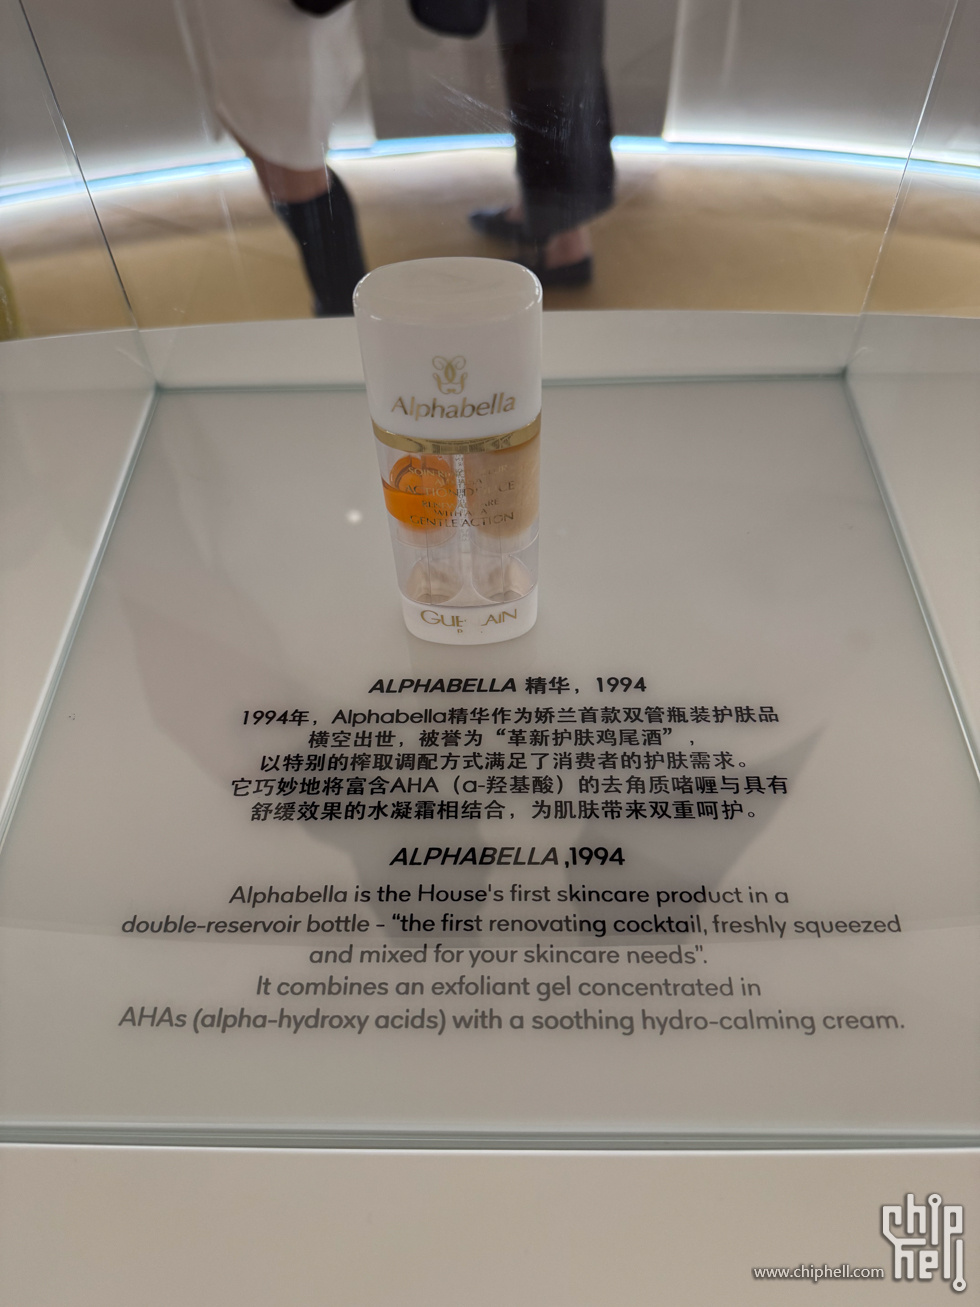 Alphabella
GENTLE ACTION
GUERLAIN
ALPHABELLA 精华，1994
1994年，Alphabella精华作为娇兰首款双管瓶装护肤品
横空出世，被誉为“革新护肤鸡尾酒”，
以特别的榨取调配方式满足了消费者的护肤需求。
它巧妙地将富含AHA（α-羟基酸）的去角质啫喱与具有
舒缓效果的水凝霜相结合，为肌肤带来双重呵护。
ALPHABELLA ,1994
Alphabella is the House's first skincare product in a
double-reservoir bottle - “the first renovating cocktail, freshly squeezed
and mixed for your skincare needs".
It combines an exfoliant gel concentrated in
AHAs (alpha-hydroxy acids) with a soothing hydro-calming cream.
chip
hell
www.chiphell.com